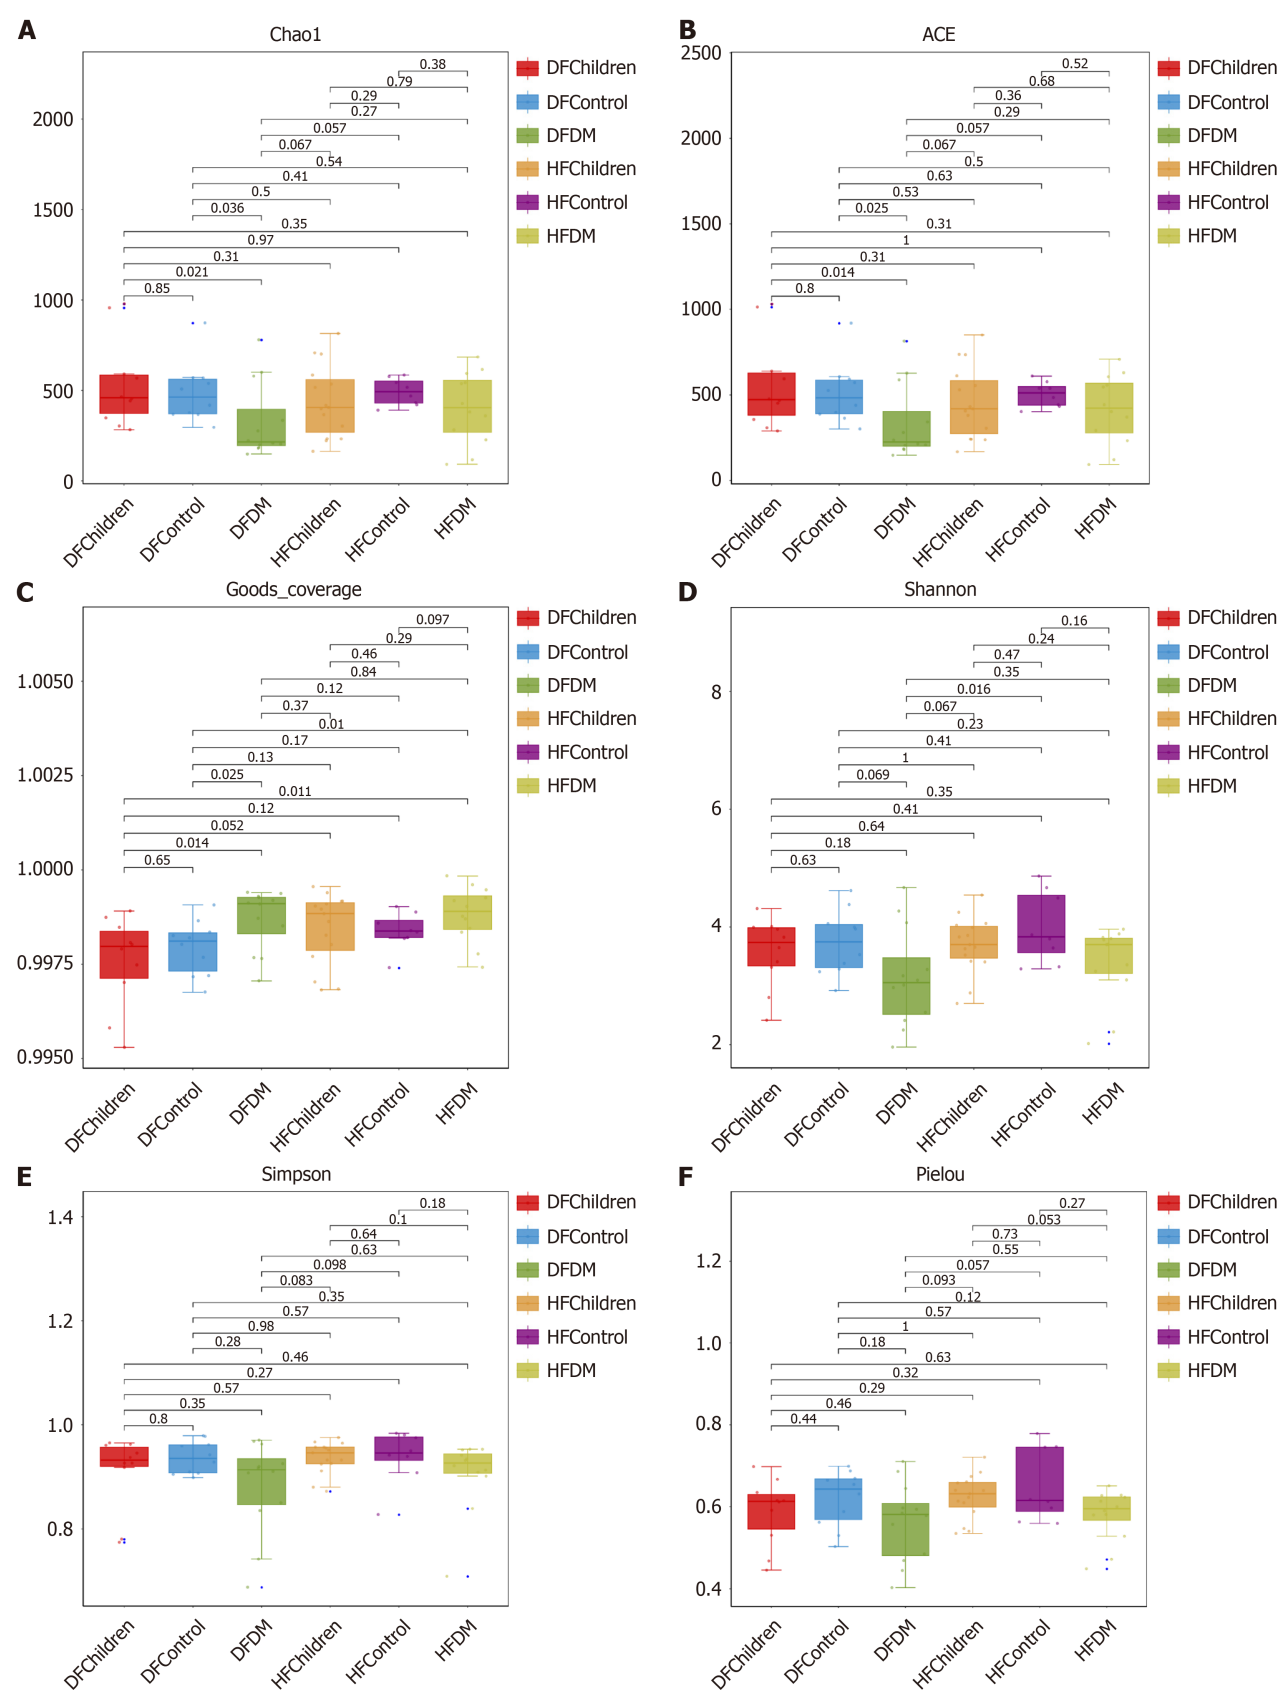 A
Chao1
0.38
0.79
0.29
0.27
0.057
0.067
0.54
0.41
0.5
0.036
0.35
0.97
0.31
0.021
0.85
2000
1500
1000
500
0
DFChildren
DFControl
DFDM
HFChildren
HFControl
HFDM
DFChildren
DFControl
DFDM
HFChildren
HFControl
HFDM
B
ACE
0.52
0.68
0.36
0.29
0.057
0.067
0.5
0.63
0.53
0.025
0.31
1
0.31
0.014
0.8
2500
2000
1500
1000
500
0
DFChildren
DFControl
DFDM
HFChildren
HFControl
HFDM
DFChildren
DFControl
DFDM
HFChildren
HFControl
HFDM
C
Goods_coverage
0.097
0.29
0.46
0.84
0.12
0.37
0.01
0.17
0.13
0.025
0.011
0.12
0.052
0.014
0.65
1.0050
1.0025
1.0000
0.9975
0.9950
DFChildren
DFControl
DFDM
HFChildren
HFControl
HFDM
DFChildren
DFControl
DFDM
HFChildren
HFControl
HFDM
D
Shannon
0.16
0.24
0.47
0.35
0.016
0.067
0.23
0.41
1
0.069
0.35
0.41
0.64
0.18
0.63
8
6
4
2
DFChildren
DFControl
DFDM
HFChildren
HFControl
HFDM
DFChildren
DFControl
DFDM
HFChildren
HFControl
HFDM
E
Simpson
0.18
0.1
0.64
0.63
0.098
0.083
0.35
0.57
0.98
0.28
0.46
0.27
0.57
0.35
0.8
1.4
1.2
1.0
0.8
DFChildren
DFControl
DFDM
HFChildren
HFControl
HFDM
DFChildren
DFControl
DFDM
HFChildren
HFControl
HFDM
F
Pielou
0.27
0.053
0.73
0.55
0.057
0.093
0.12
0.57
1
0.18
0.63
0.32
0.29
0.46
0.44
1.2
1.0
0.8
0.6
0.4
DFChildren
DFControl
DFDM
HFChildren
HFControl
HFDM
DFChildren
DFControl
DFDM
HFChildren
HFControl
HFDM